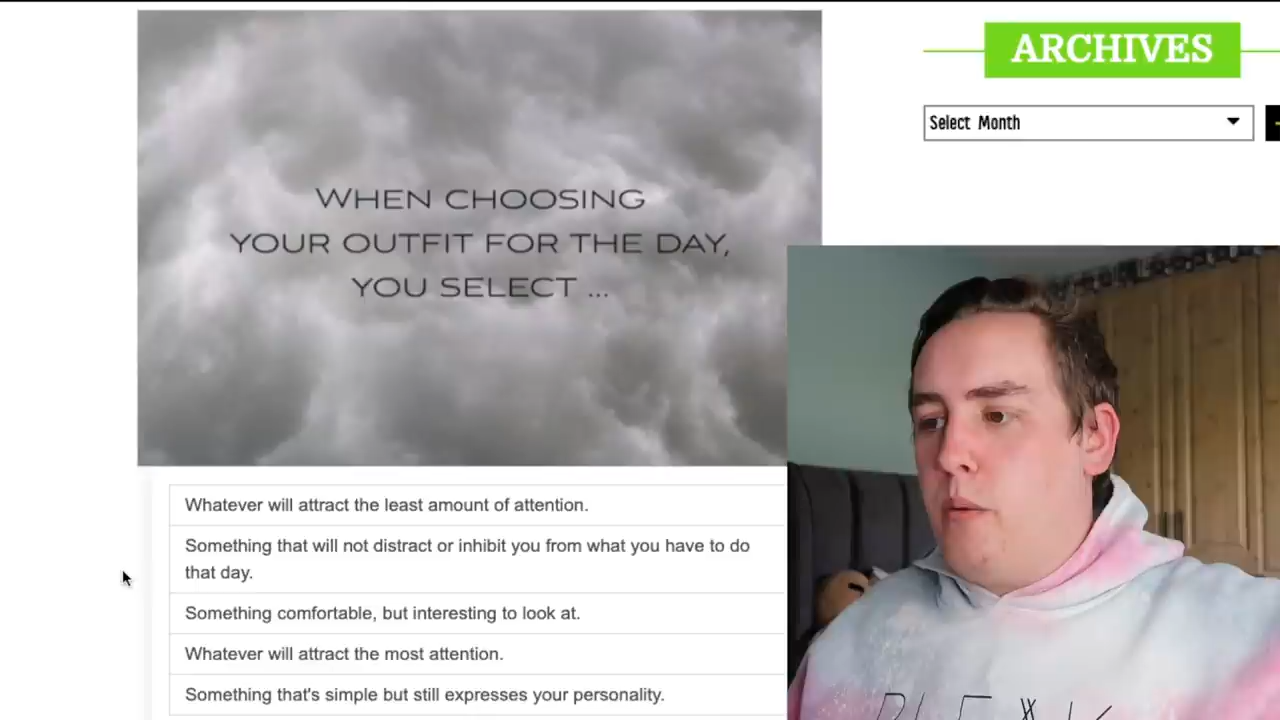 ARCHIVES
Select Month
WHEN CHOOSING
YOUR OUTFIT FOR THE DAY,
YOU SELECT ...
Whatever will attract the least amount of attention.
Something that will not distract or inhibit you from what you have to do
that day.
Something comfortable, but interesting to look at.
Whatever will attract the most attention.
Something that's simple but still expresses your personality.